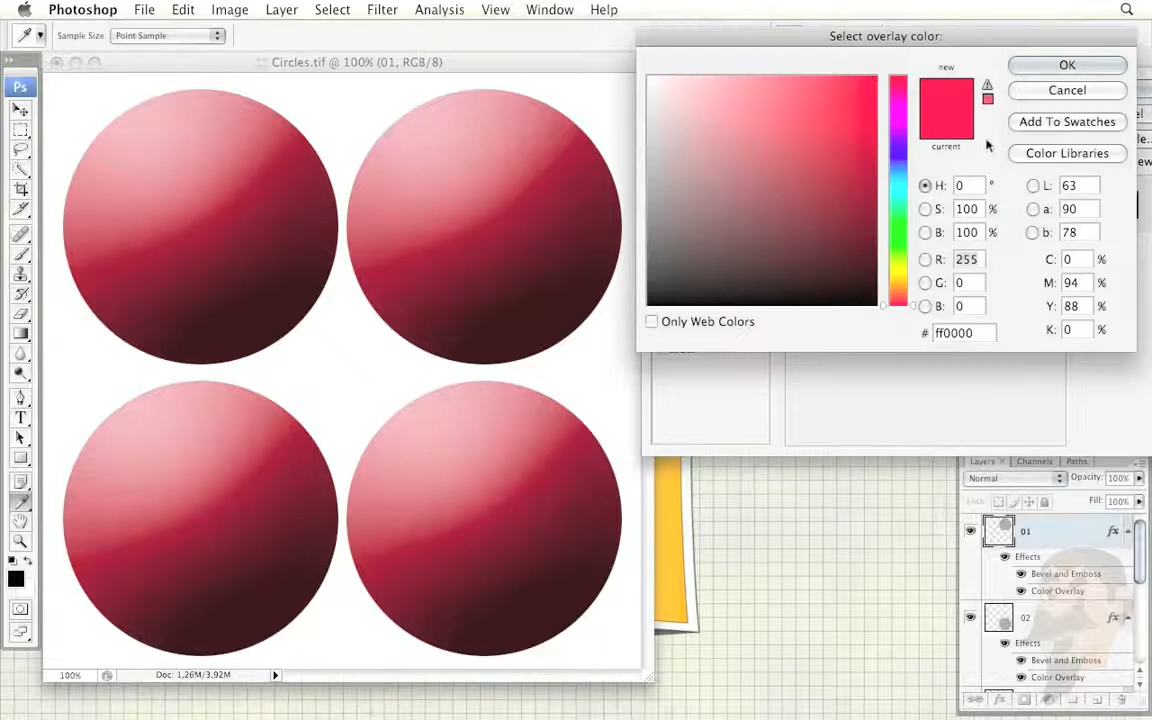 Photoshop File Edit Image Layer Select Filter Analysis View Window Help
Sample Size: Point Sample
Select overlay color:
Ps
Circles.tif @ 100% (01, RGB/8)
new
current
OK
Cancel
Add To Swatches
Color Libraries
H: 0 °
S: 100 %
B: 100 %
R: 255
G: 0
B: 0
# ff0000
L: 63
a: 90
b: 78
C: 0 %
M: 94 %
Y: 88 %
K: 0 %
Only Web Colors
T
Layers × Channels Paths
Normal Opacity: 100%
Lock: Fill: 100%
01 fx
Effects
Bevel and Emboss
Color Overlay
02 fx
Effects
Bevel and Emboss
Color Overlay
100% Doc: 1,26M/3,92M